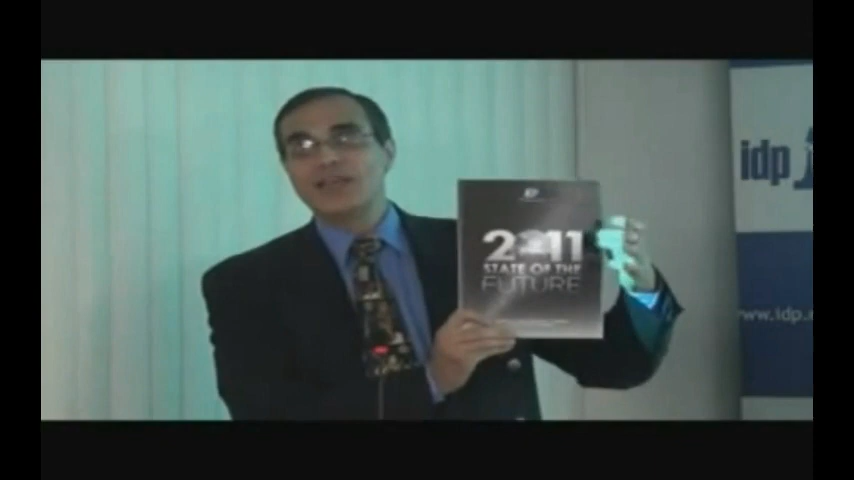 2011
STATE OF THE
FUTURE
idp
www.idp.